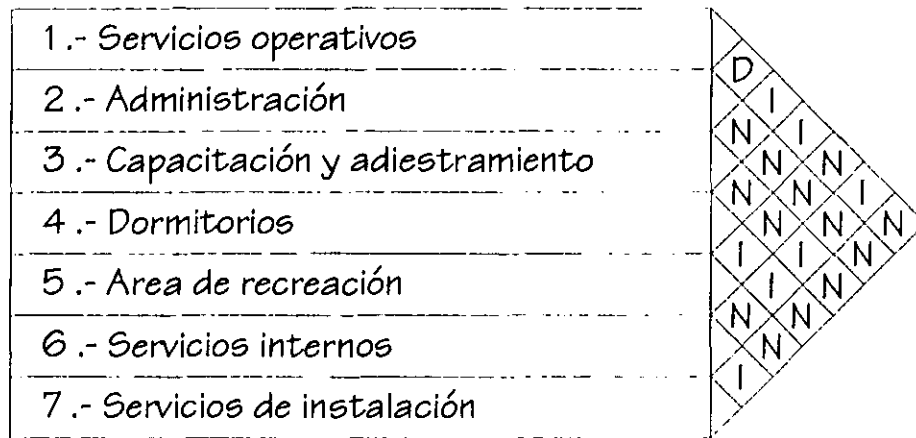 1.- Servicios operativos
D
2.- Administración I
N I
3.- Capacitación y adiestramiento N N
N N I
4.- Dormitorios N N N
I I N
5.- Area de recreación I N
N N
6.- Servicios internos N
I
7.- Servicios de instalación